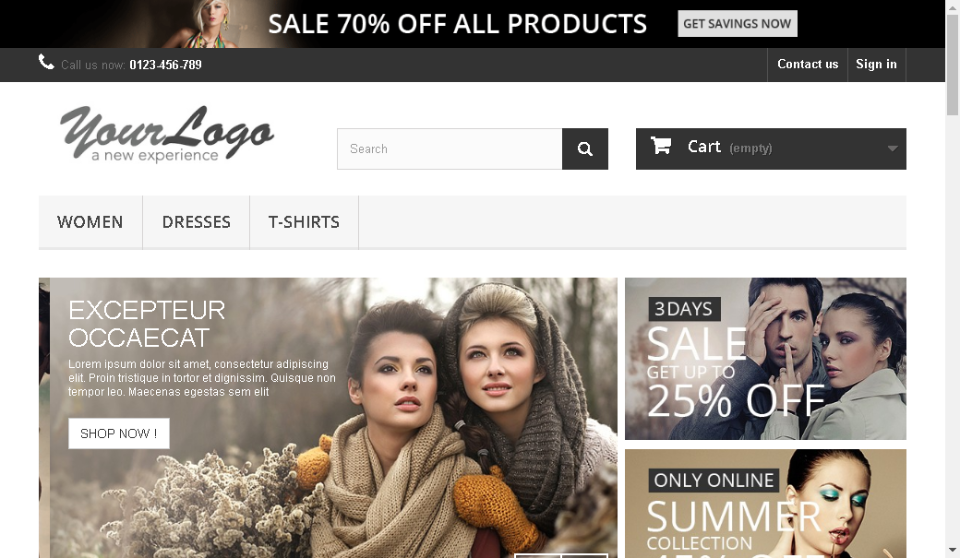 SALE 70% OFF ALL PRODUCTS GET SAVINGS NOW
Call us now: 0123-456-789 Contact us Sign in
YourLogo
a new experience
Search
Cart (empty)
WOMEN DRESSES T-SHIRTS
EXCEPTEUR
OCCAECAT
Lorem ipsum dolor sit amet, consectetur adipiscing
elit. Proin tristique in tortor et dignissim. Quisque non
tempor leo. Maecenas egestas sem elit
SHOP NOW !
3 DAYS
SALE
GET UP TO
25% OFF
ONLY ONLINE
SUMMER
COLLECTION
45% OFF